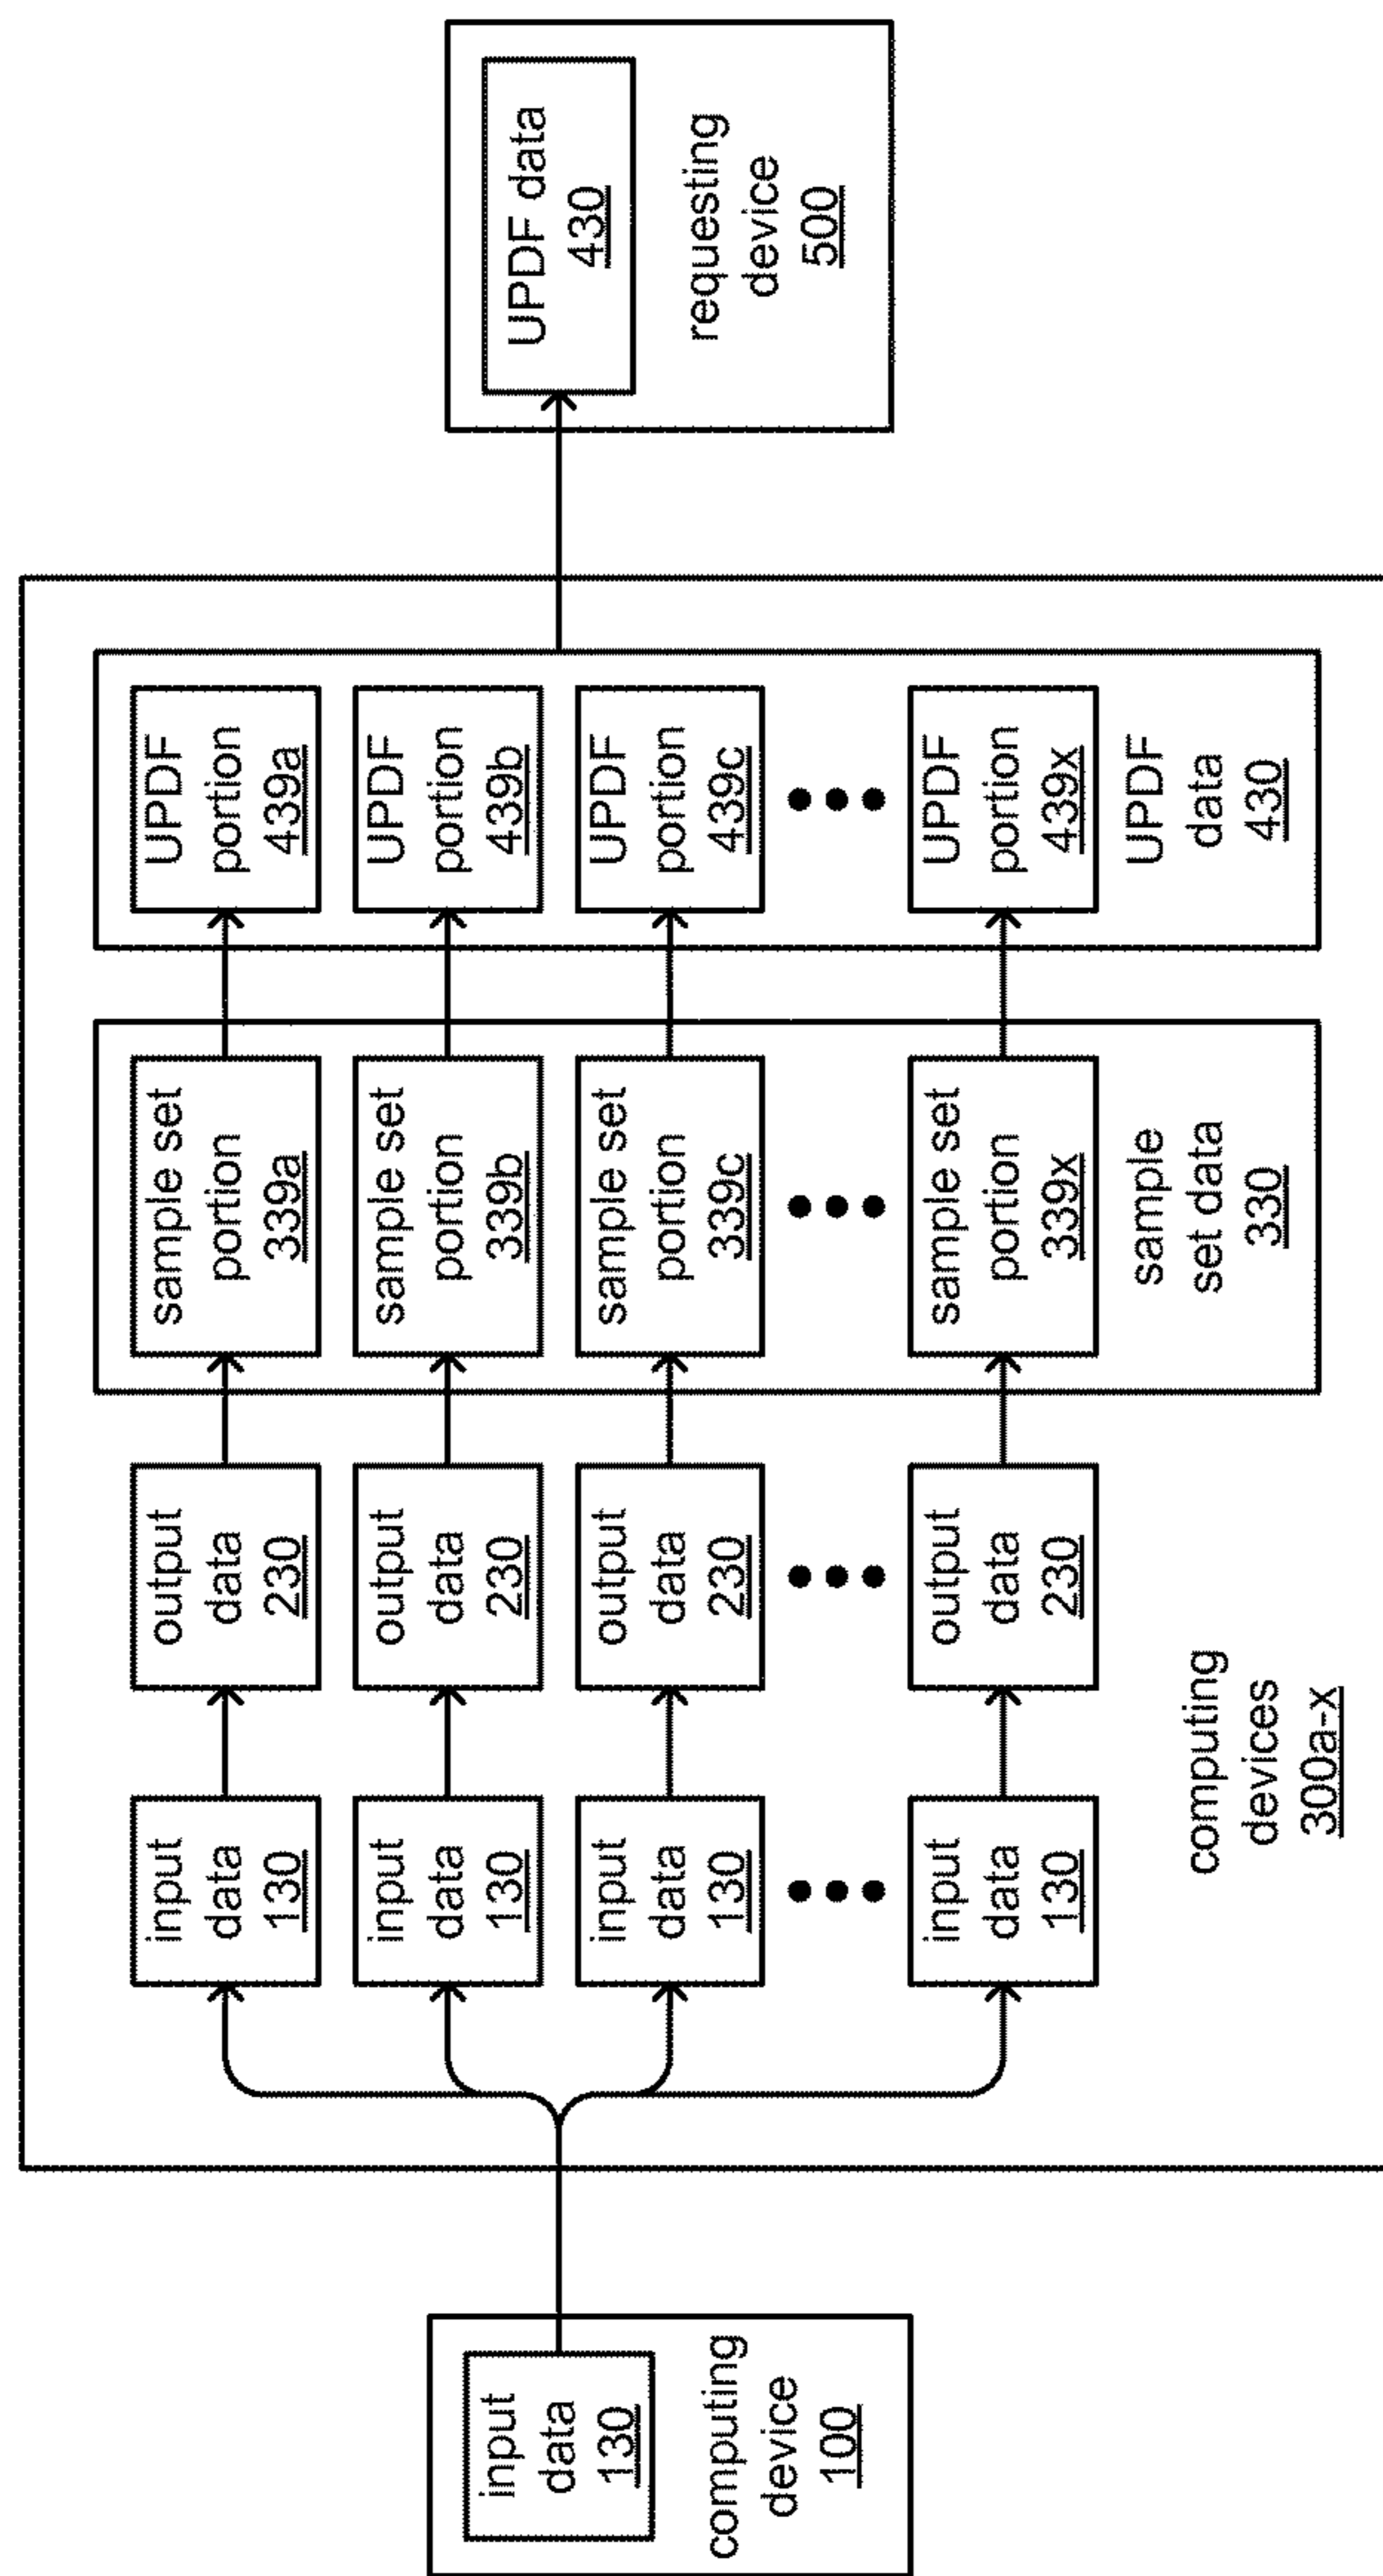 input
data
130
computing
device
100
input
data
130
output
data
230
sample set
portion
339a
UPDF
portion
439a
input
data
130
output
data
230
sample set
portion
339b
UPDF
portion
439b
input
data
130
output
data
230
sample set
portion
339c
UPDF
portion
439c
input
data
130
output
data
230
sample set
portion
339x
UPDF
portion
439x
computing
devices
300a-x
sample
set data
330
UPDF
data
430
UPDF data
430
requesting
device
500